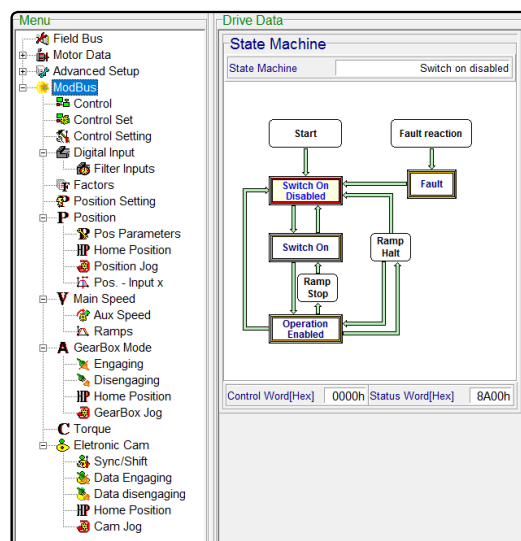 Menu
Field Bus
Motor Data
Advanced Setup
ModBus
Control
Control Set
Control Setting
Digital Input
Filter Inputs
Factors
Position Setting
Position
Pos Parameters
Home Position
Position Jog
Pos. - Input x
Main Speed
Aux Speed
Ramps
GearBox Mode
Engaging
Disengaging
Home Position
GearBox Jog
Torque
Eletronic Cam
Sync/Shift
Data Engaging
Data disengaging
Home Position
Cam Jog
Drive Data
State Machine
State Machine Switch on disabled
Start
Fault reaction
Switch On
Disabled
Fault
Switch On
Ramp
Halt
Ramp
Stop
Operation
Enabled
Control Word[Hex] 0000h Status Word[Hex] 8A00h